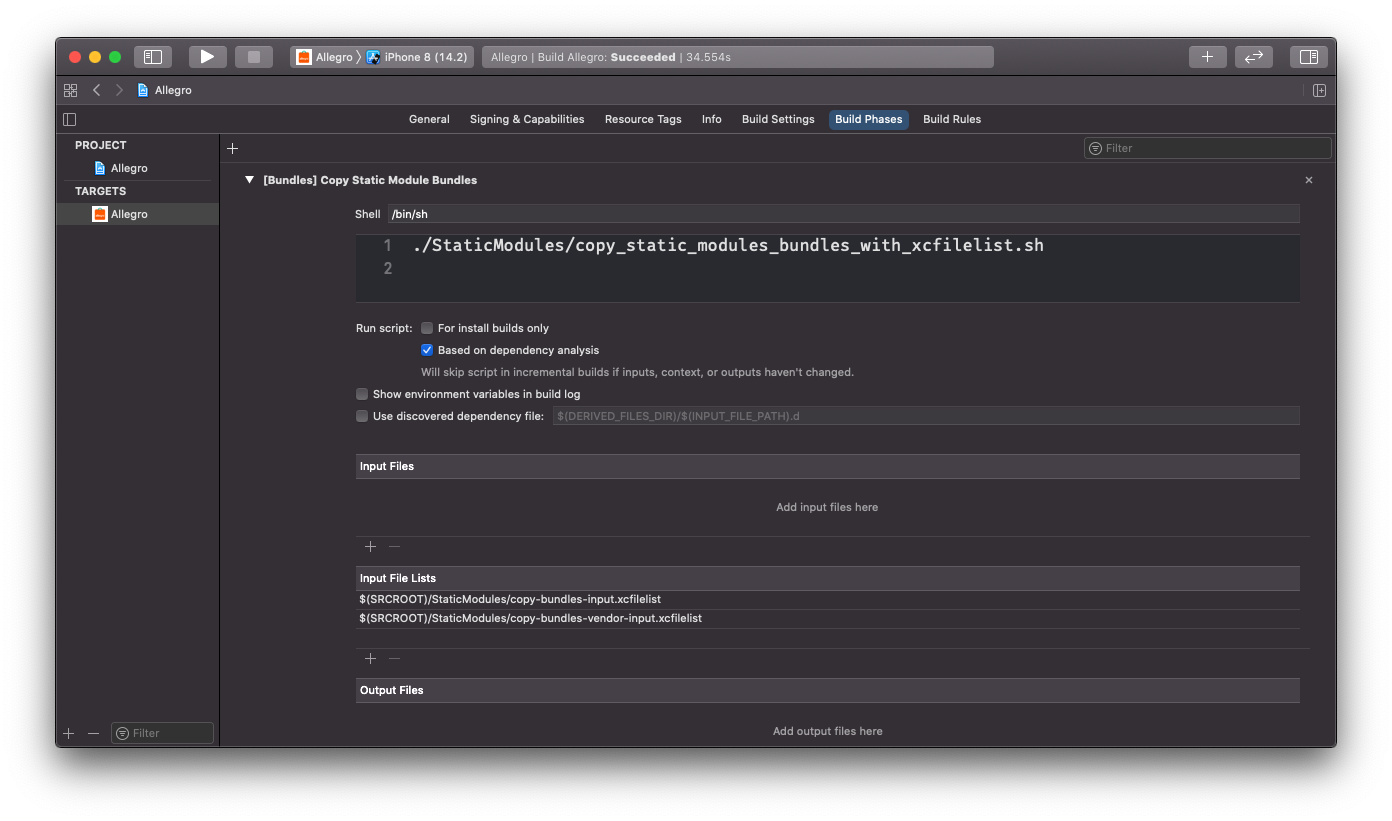 Allegro 〉 iPhone 8 (14.2)
Allegro | Build Allegro: Succeeded | 34.554s
Allegro
General Signing & Capabilities Resource Tags Info Build Settings Build Phases Build Rules
PROJECT
Allegro
TARGETS
Allegro
Filter
Filter
[Bundles] Copy Static Module Bundles
Shell /bin/sh
1 ./StaticModules/copy_static_modules_bundles_with_xcfilelist.sh
2
Run script: For install builds only
Based on dependency analysis
Will skip script in incremental builds if inputs, context, or outputs haven't changed.
Show environment variables in build log
Use discovered dependency file: $(DERIVED_FILES_DIR)/$(INPUT_FILE_PATH).d
Input Files
Add input files here
Input File Lists
$(SRCROOT)/StaticModules/copy-bundles-input.xcfilelist
$(SRCROOT)/StaticModules/copy-bundles-vendor-input.xcfilelist
Output Files
Add output files here